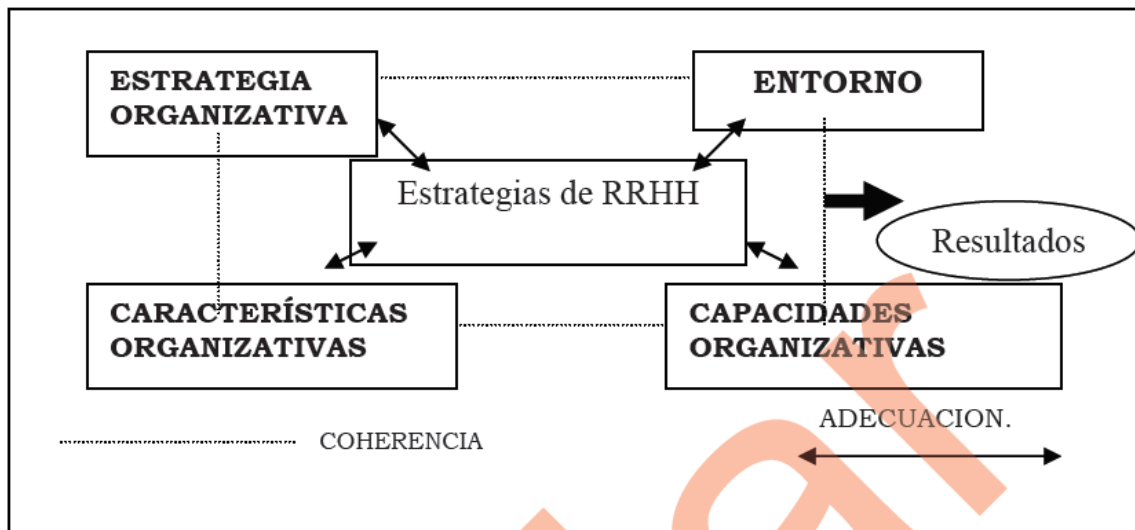 ESTRATEGIA
ORGANIZATIVA
ENTORNO
Estrategias de RRHH
Resultados
CARACTERÍSTICAS
ORGANIZATIVAS
CAPACIDADES
ORGANIZATIVAS
COHERENCIA
ADECUACION.